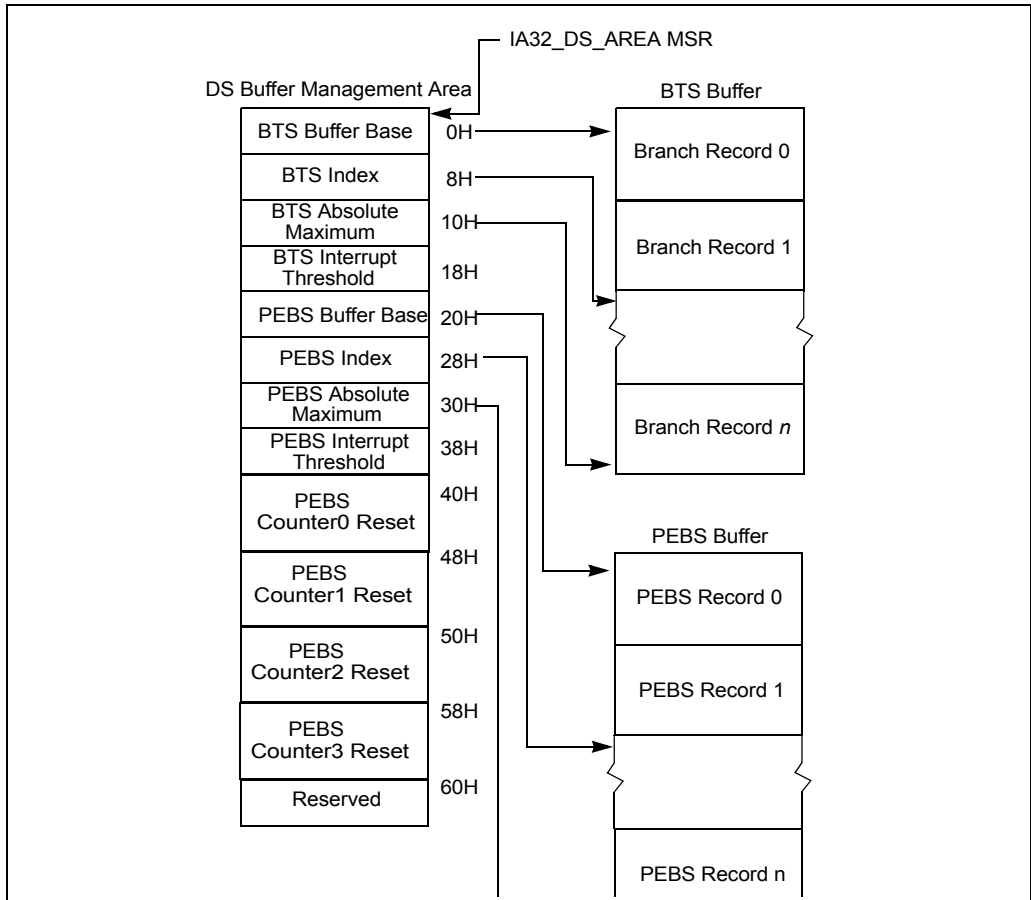 IA32_DS_AREA MSR
DS Buffer Management Area
BTS Buffer Base
0H
BTS Index
8H
BTS Absolute
Maximum
10H
BTS Interrupt
Threshold
18H
PEBS Buffer Base
20H
PEBS Index
28H
PEBS Absolute
Maximum
30H
PEBS Interrupt
Threshold
38H
40H
PEBS
Counter0 Reset
48H
PEBS
Counter1 Reset
50H
PEBS
Counter2 Reset
58H
PEBS
Counter3 Reset
60H
Reserved
BTS Buffer
Branch Record 0
Branch Record 1
Branch Record n
PEBS Buffer
PEBS Record 0
PEBS Record 1
PEBS Record n